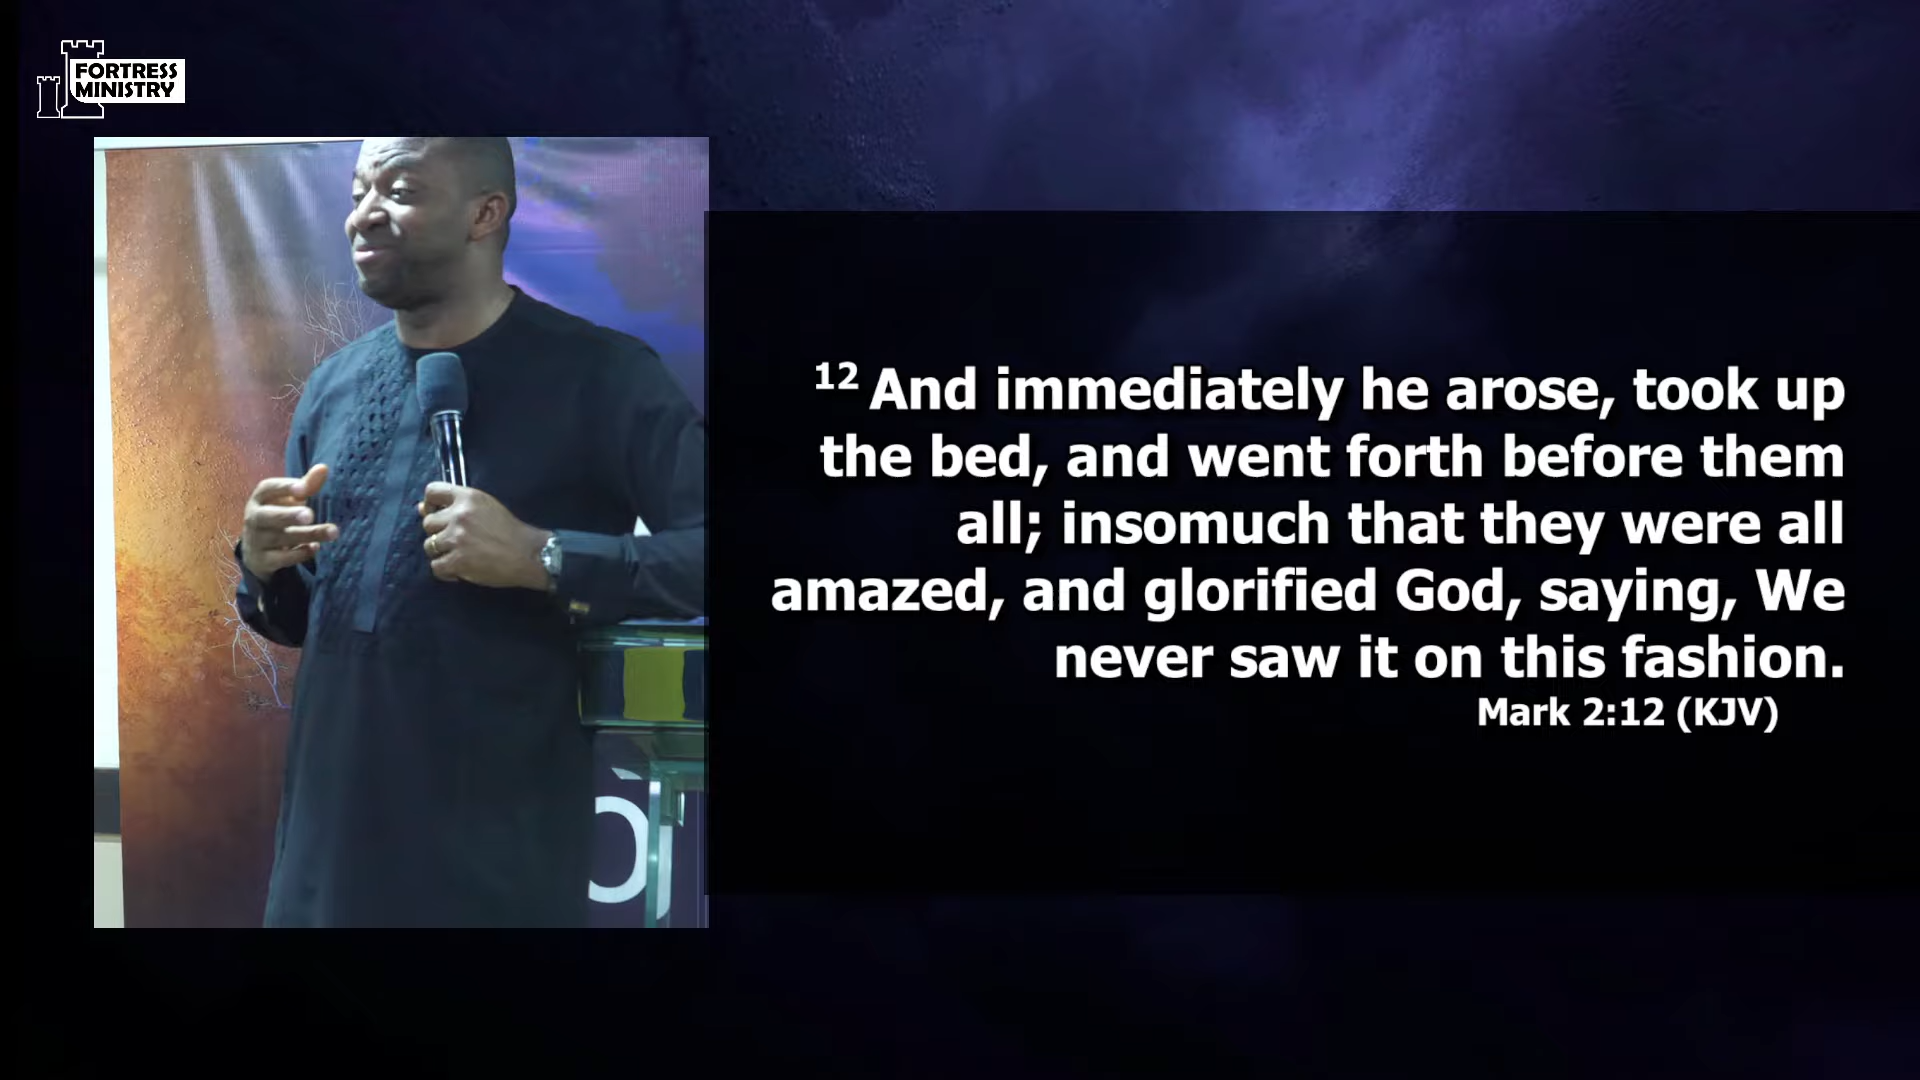 FORTRESS
MINISTRY
12 And immediately he arose, took up
the bed, and went forth before them
all; insomuch that they were all
amazed, and glorified God, saying, We
never saw it on this fashion.
Mark 2:12 (KJV)